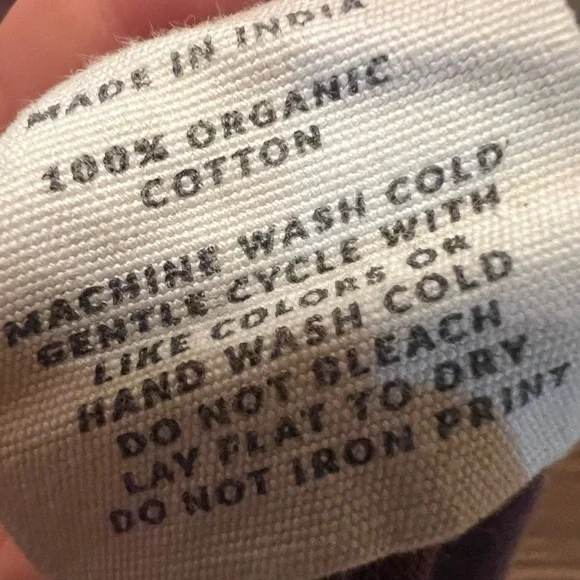 MADE IN INDIA
100% ORGANIC
COTTON
MACHINE WASH COLD
GENTLE CYCLE WITH
LIKE COLORS OR
HAND WASH COLD
DO NOT BLEACH
LAY FLAT TO DRY
DO NOT IRON PRINT